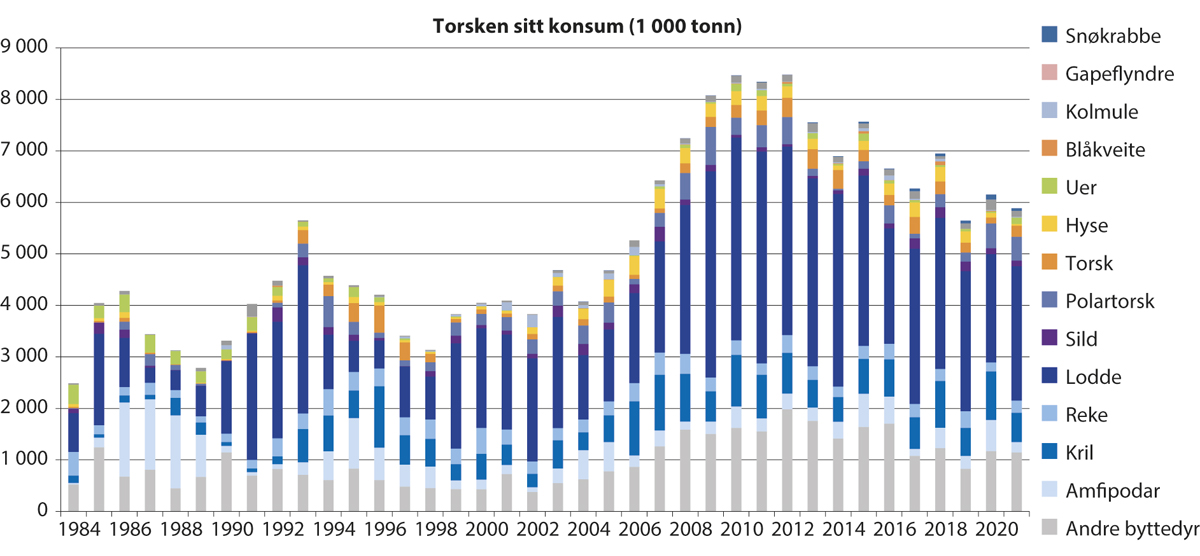 Torsken sitt konsum (1 000 tonn)
9 000
8 000
7 000
6 000
5 000
4 000
3 000
2 000
1 000
0
1984 1986 1988 1990 1992 1994 1996 1998 2000 2002 2004 2006 2008 2010 2012 2014 2016 2018 2020
Snøkrabbe
Gapeflyndre
Kolmule
Blåkveite
Uer
Hyse
Torsk
Polartorsk
Sild
Lodde
Reke
Kril
Amfipodar
Andre byttedyr